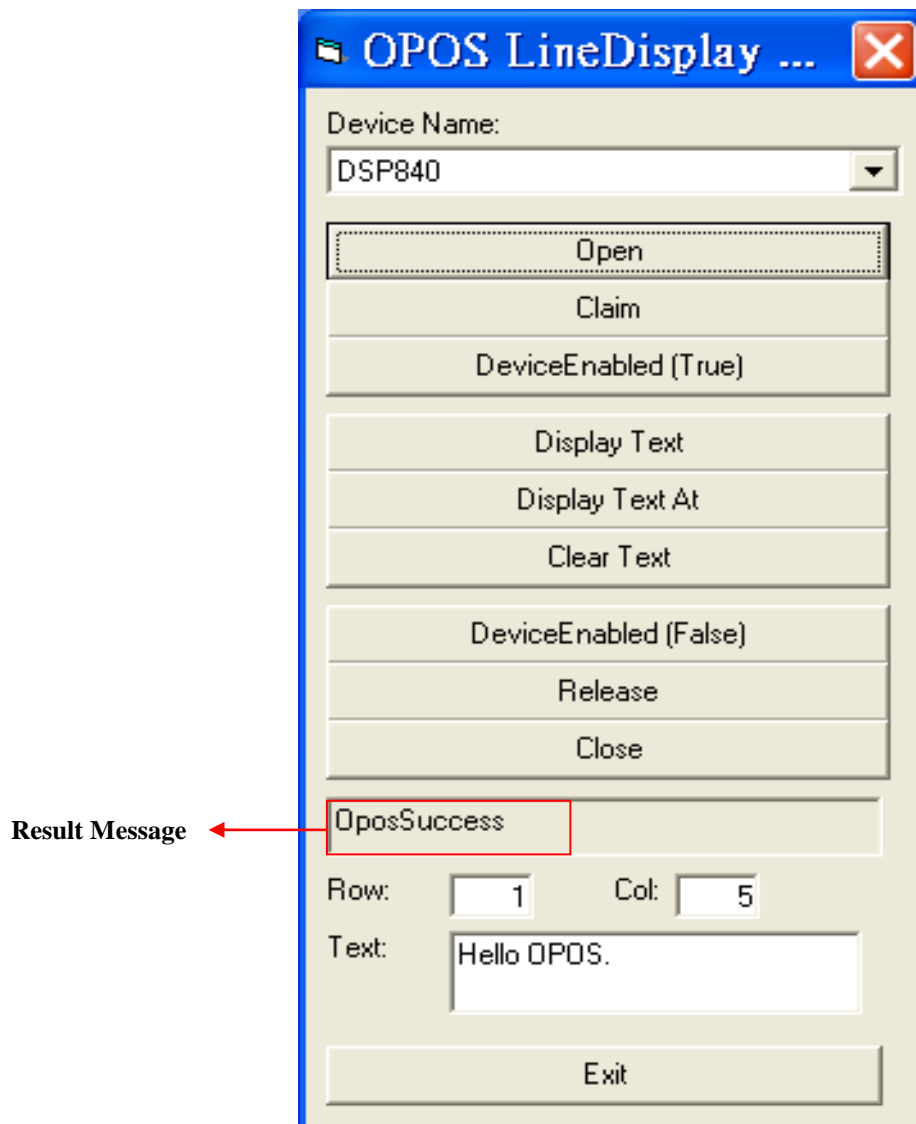 OPOS LineDisplay ...
Device Name:
DSP840
Open
Claim
DeviceEnabled (True)
Display Text
Display Text At
Clear Text
DeviceEnabled (False)
Release
Close
Result Message
OposSuccess
Row: 1 Col: 5
Text: Hello OPOS.
Exit